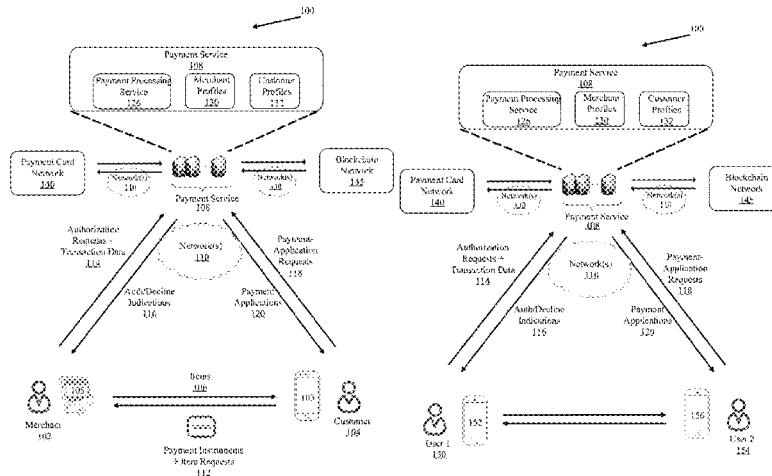 100
Payment Service
108
Payment Processing Service
126
Merchant Profiles
130
Customer Profiles
132
Payment Card Network
140
Network(s)
110
Payment Service
108
Network(s)
110
Blockchain Network
145
Authorization Requests + Transaction Data
114
Auth/Decline Indications
116
Network(s)
110
Payment-Application Requests
118
Payment Applications
120
105
Merchant
102
Items
106
Payment Instruments + Item Requests
112
103
Customer
104
100
Payment Service
108
Payment Processing Service
126
Merchant Profiles
130
Customer Profiles
132
Payment Card Network
140
Network(s)
110
Payment Service
108
Network(s)
110
Blockchain Network
145
Authorization Requests + Transaction Data
114
Auth/Decline Indications
116
Network(s)
110
Payment-Application Requests
118
Payment Applications
120
User 1
150
152
156
User 2
154